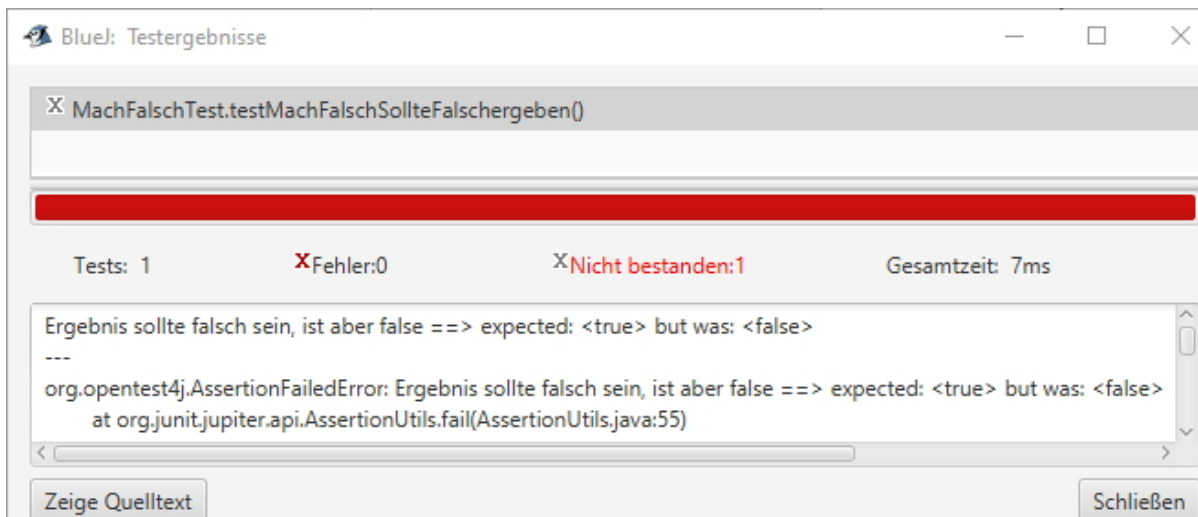 BlueJ: Testergebnisse
x MachFalschTest.testMachFalschSollteFalschergeben()
Tests: 1 xFehler:0 xNicht bestanden:1 Gesamtzeit: 7ms
Ergebnis sollte falsch sein, ist aber false ==> expected: <true> but was: <false>
---
org.opentest4j.AssertionFailedError: Ergebnis sollte falsch sein, ist aber false ==> expected: <true> but was: <false>
at org.junit.jupiter.api.AssertionUtils.fail(AssertionUtils.java:55)
Zeige Quelltext Schließen